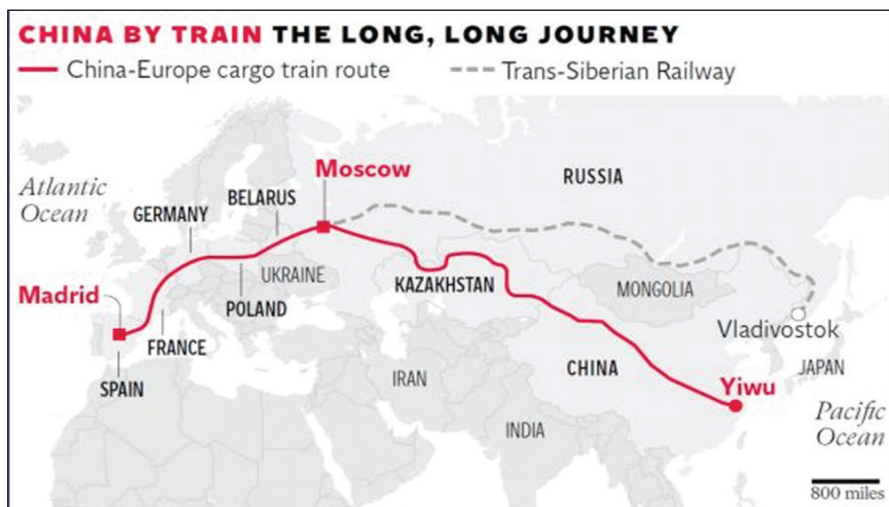 CHINA BY TRAIN THE LONG, LONG JOURNEY
China-Europe cargo train route
Trans-Siberian Railway
Moscow
RUSSIA
Atlantic
Ocean
BELARUS
GERMANY
UKRAINE
KAZAKHSTAN
MONGOLIA
Madrid
POLAND
Vladivostok
FRANCE
SPAIN
IRAN
CHINA
JAPAN
Yiwu
INDIA
Pacific
Ocean
800 miles